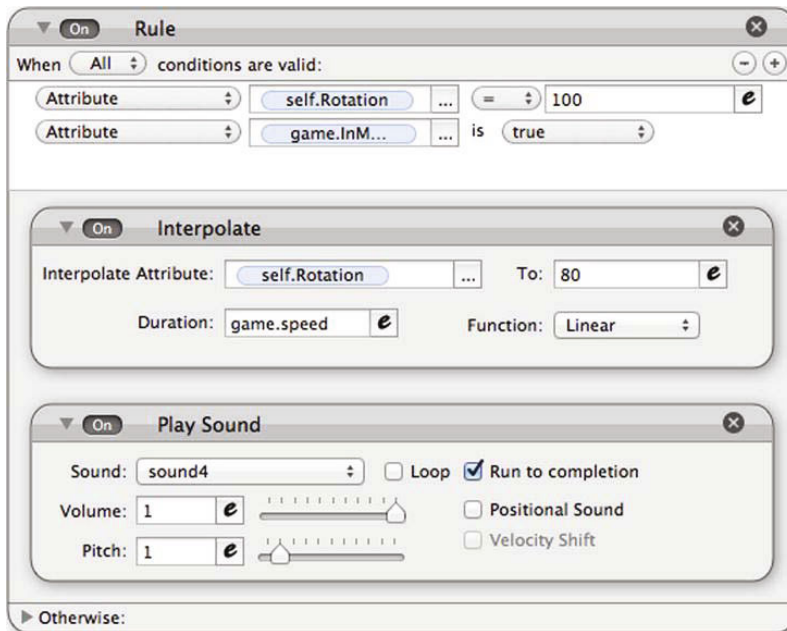 On Rule
When All conditions are valid:
Attribute self.Rotation ... = 100 e
Attribute game.InM... ... is true
On Interpolate
Interpolate Attribute: self.Rotation ... To: 80 e
Duration: game.speed e Function: Linear
On Play Sound
Sound: sound4 Loop Run to completion
Volume: 1 e Positional Sound
Pitch: 1 e Velocity Shift
Otherwise: